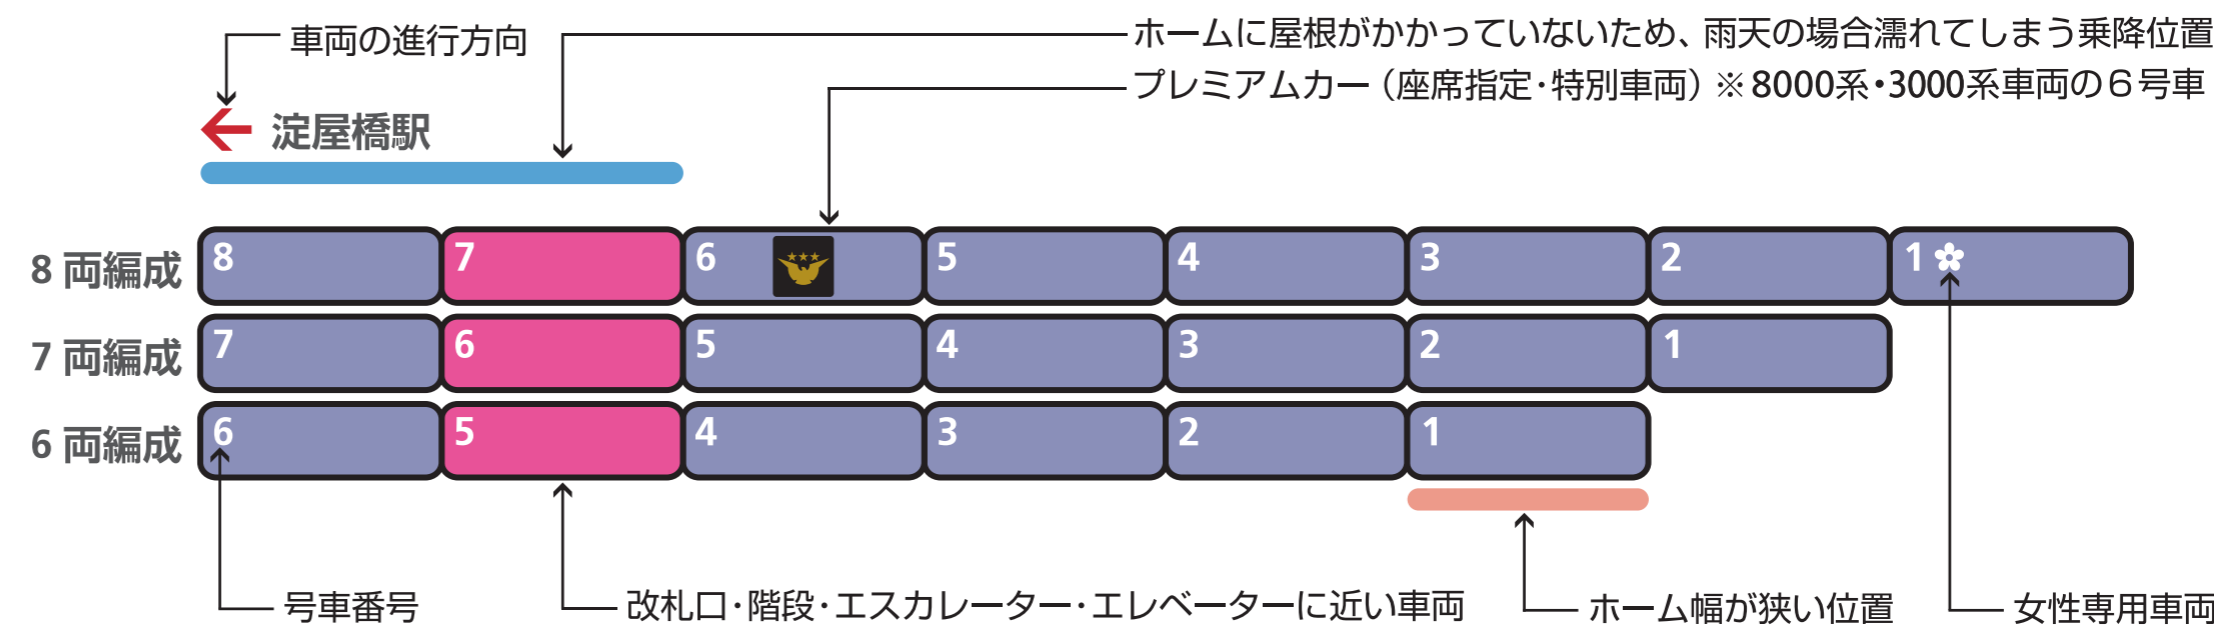 車両の進行方向
ホームに屋根がかかっていないため、雨天の場合濡れてしまう乗降位置
プレミアムカー（座席指定・特別車両）※8000系・3000系車両の６号車
淀屋橋駅
8 両編成 8 7 6 5 4 3 2 1
7 両編成 7 6 5 4 3 2 1
6 両編成 6 5 4 3 2 1
号車番号
改札口・階段・エスカレーター・エレベーターに近い車両
ホーム幅が狭い位置
女性専用車両